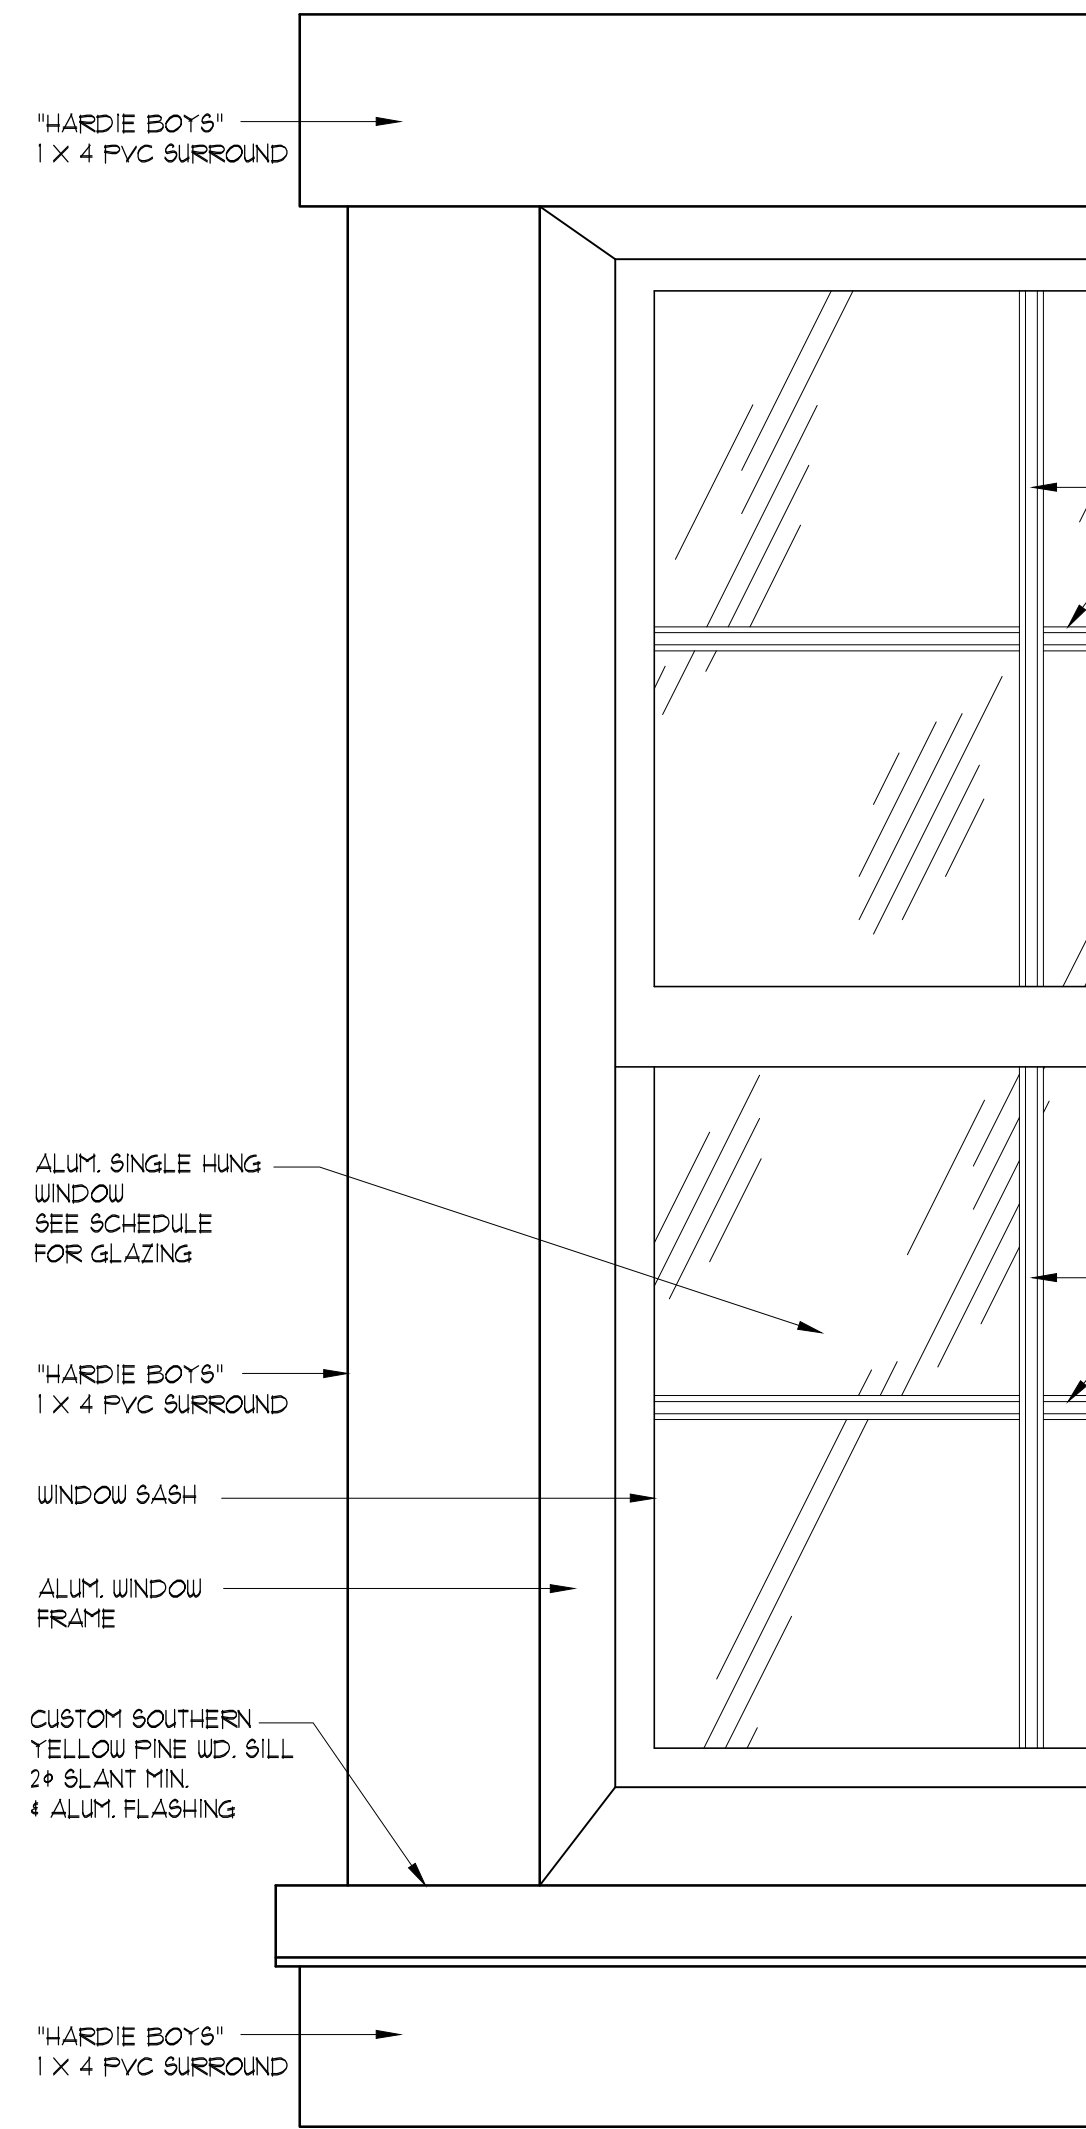 "HARDIE BOYS"
1 X 4 PVC SURROUND
ALUM. SINGLE HUNG
WINDOW
SEE SCHEDULE
FOR GLAZING
"HARDIE BOYS"
1 X 4 PVC SURROUND
WINDOW SASH
ALUM. WINDOW
FRAME
CUSTOM SOUTHERN
YELLOW PINE WD. SILL
2° SLANT MIN.
& ALUM. FLASHING
"HARDIE BOYS"
1 X 4 PVC SURROUND